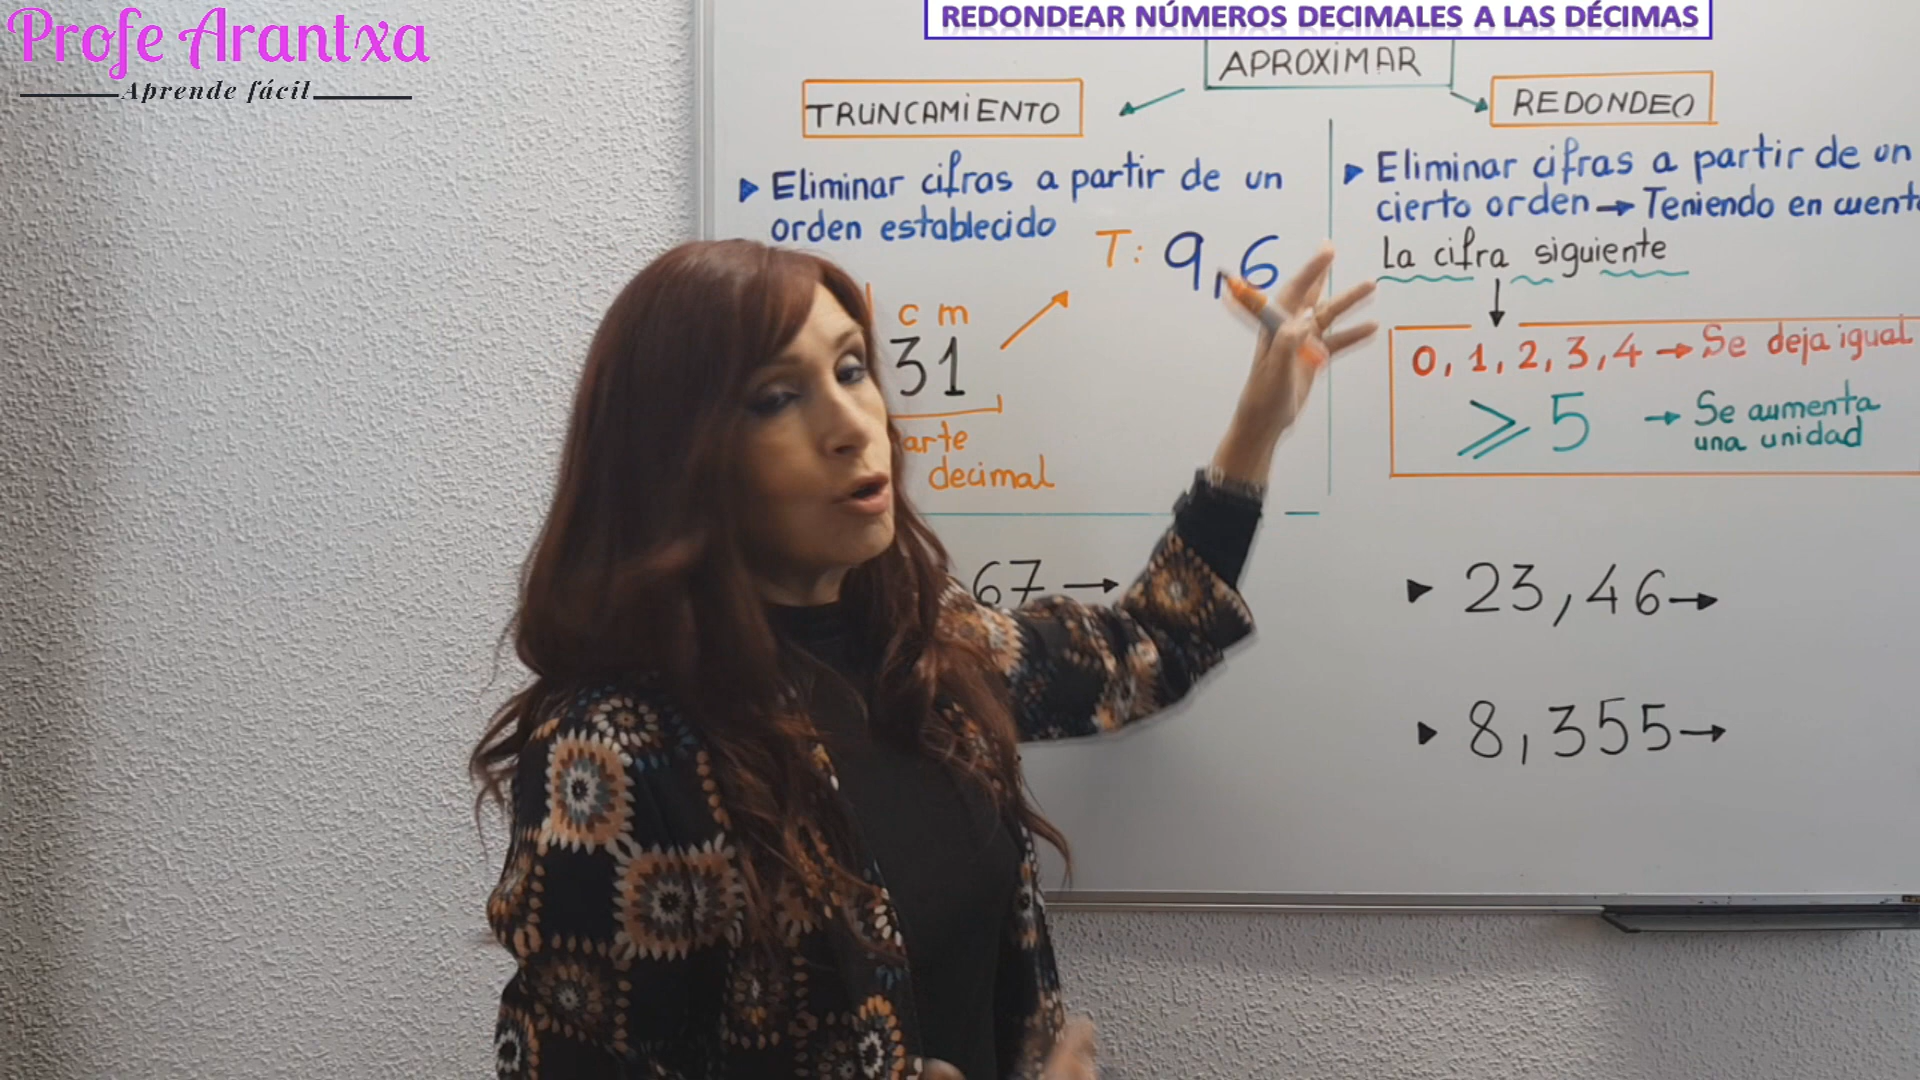 Profe Arantxa
Aprende fácil
REDONDEAR NÚMEROS DECIMALES A LAS DÉCIMAS
APROXIMAR
TRUNCAMIENTO
REDONDEO
Eliminar cifras a partir de un
orden establecido
T: 9,6
c m
31
arte
decimal
67 →
Eliminar cifras a partir de un
cierto orden → Teniendo en cuenta
la cifra siguiente
0, 1, 2, 3, 4 → Se deja igual
≥ 5 → Se aumenta
una unidad
23,46 →
8,355 →